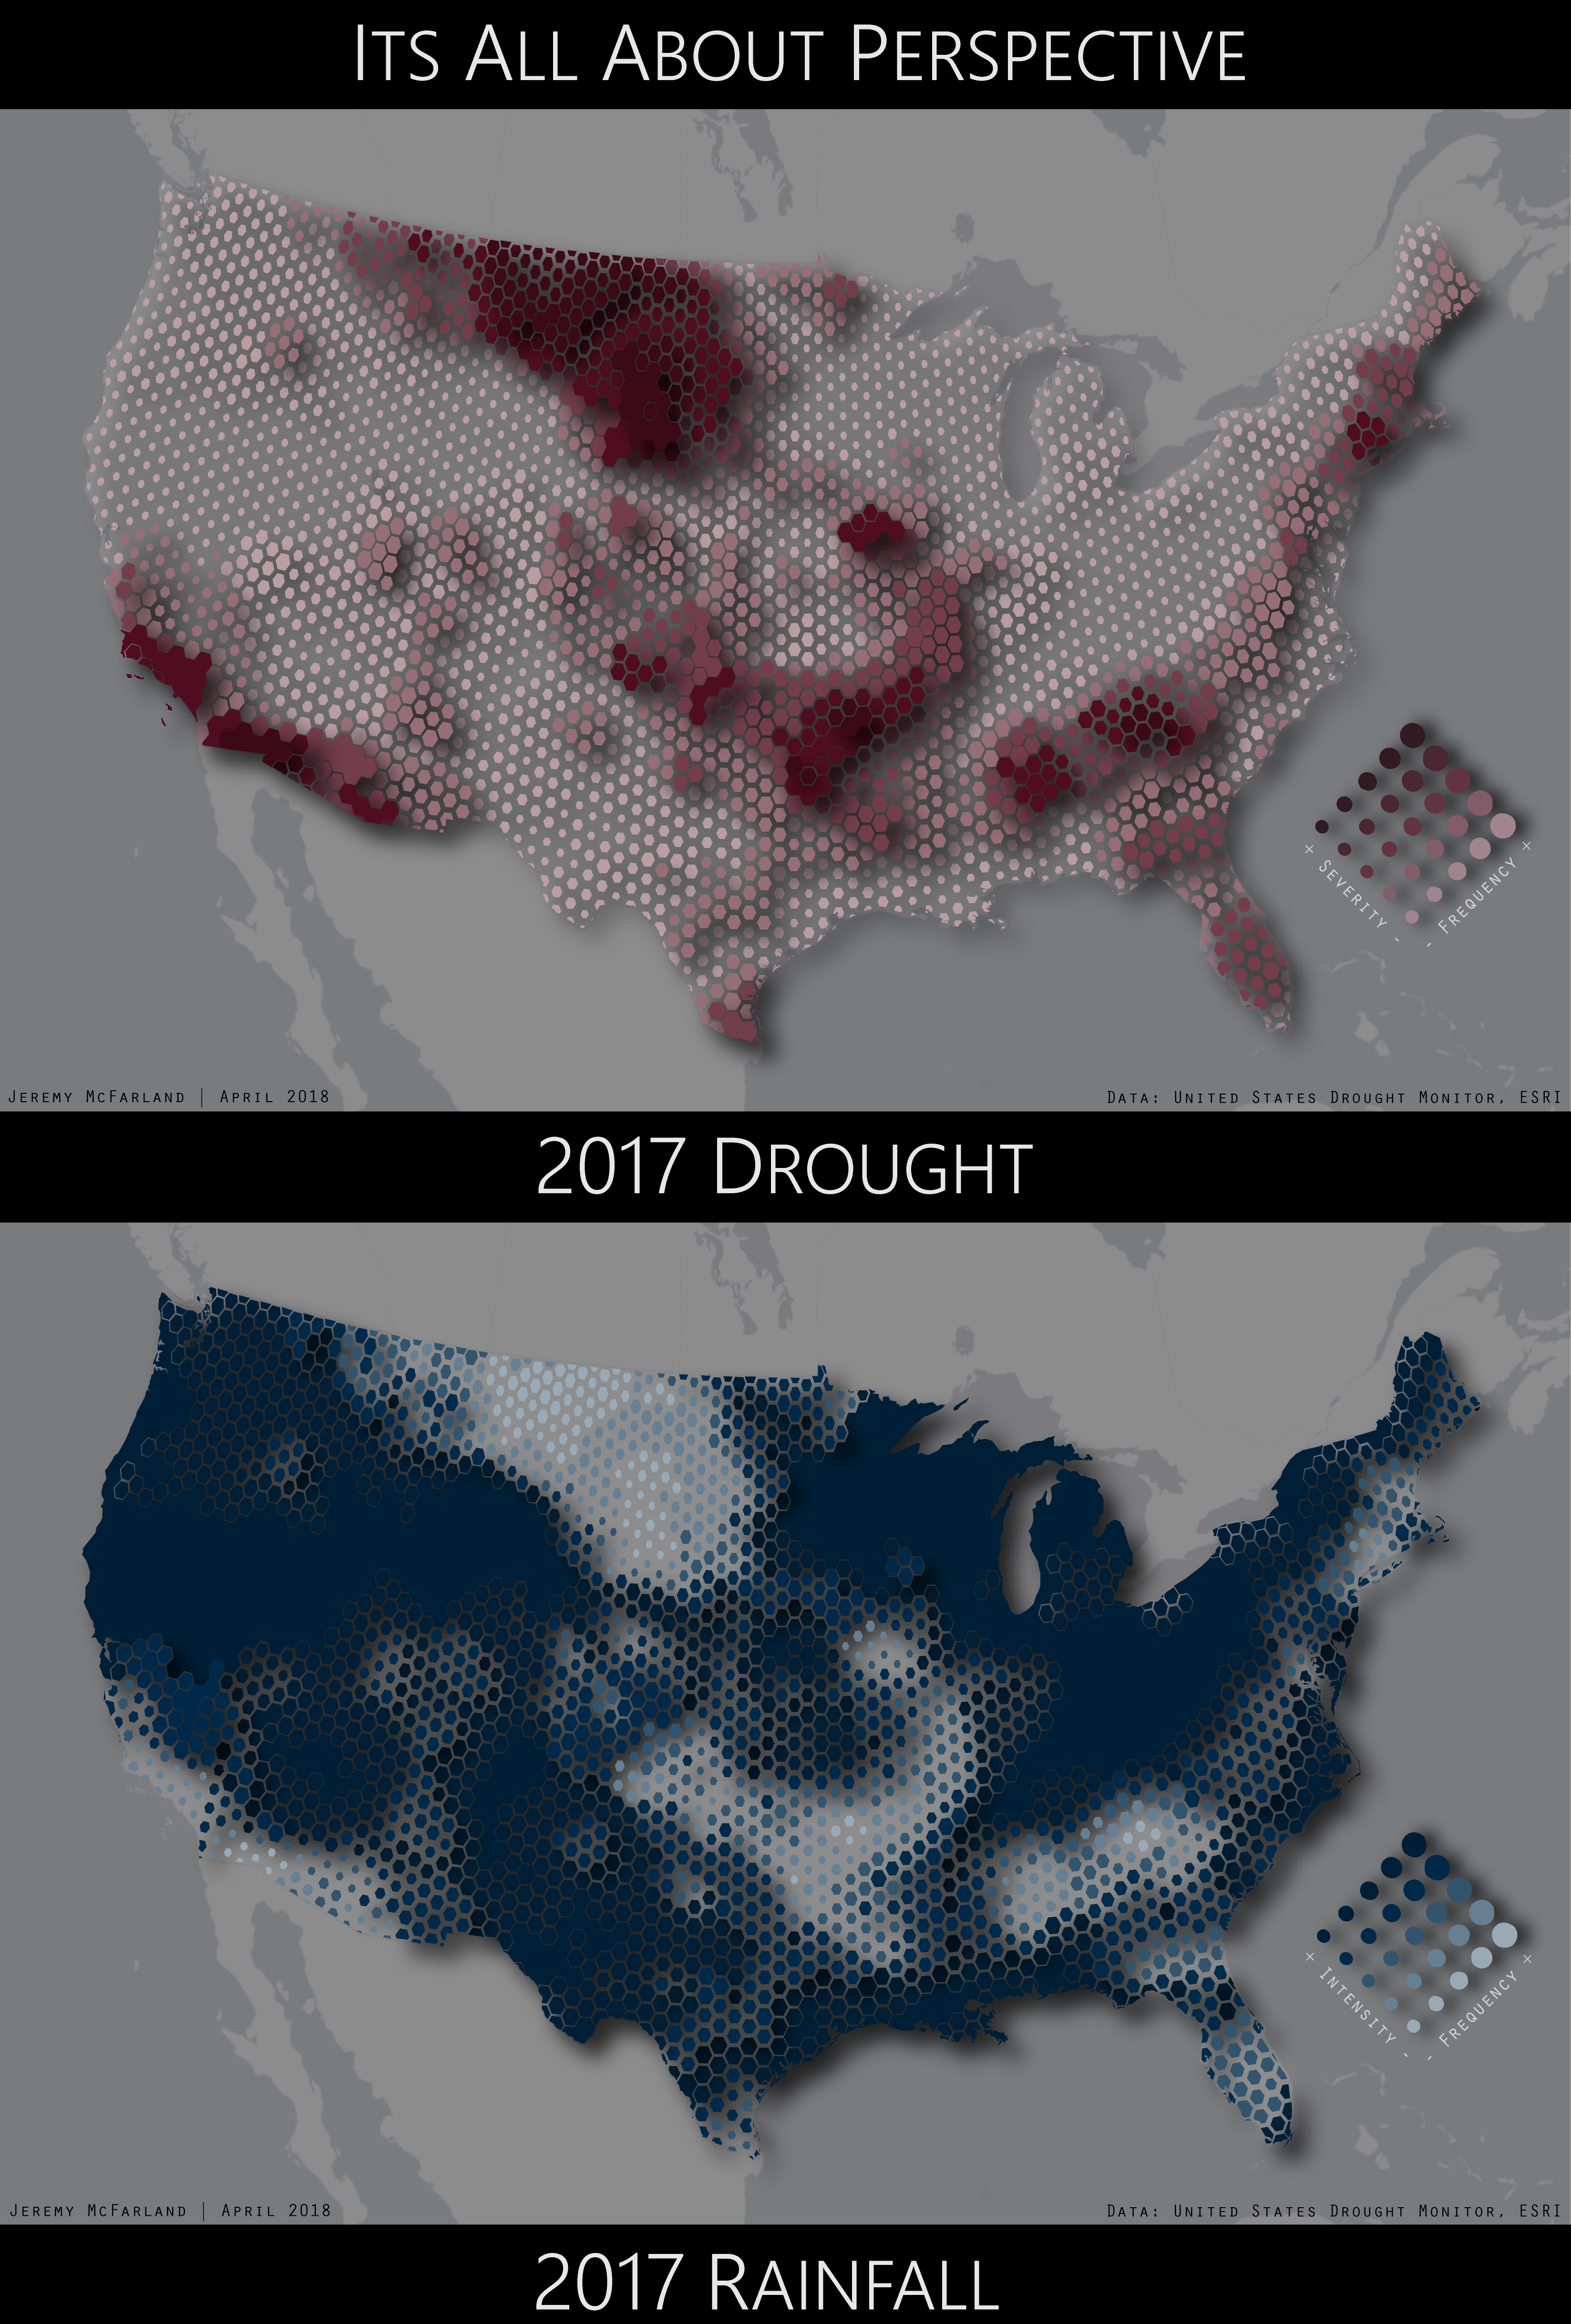 ITS ALL ABOUT PERSPECTIVE
+ SEVERITY -
- FREQUENCY +
JEREMY MCFARLAND | APRIL 2018
DATA: UNITED STATES DROUGHT MONITOR, ESRI
2017 DROUGHT
+ INTENSITY -
- FREQUENCY +
JEREMY MCFARLAND | APRIL 2018
DATA: UNITED STATES DROUGHT MONITOR, ESRI
2017 RAINFALL